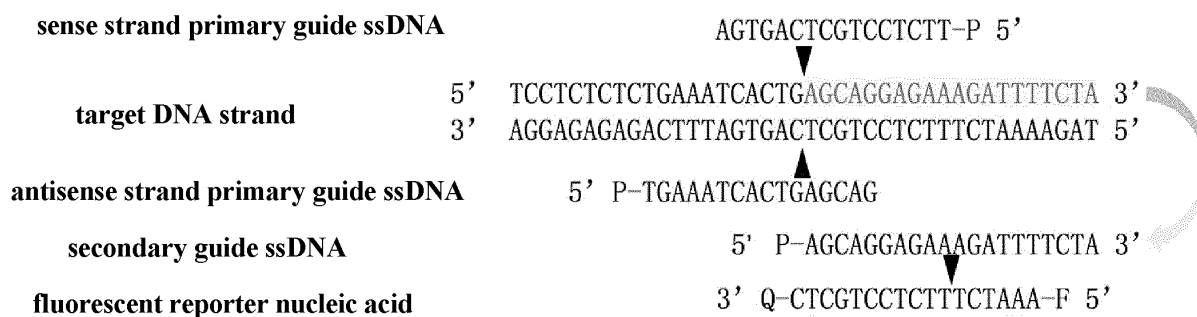 sense strand primary guide ssDNA AGTGACTCGTCCTCTT-P 5'
5' TCCTCTCTCTGAAATCACTGAGCAGGAGAAAGATTTTCTA 3'
target DNA strand
3' AGGAGAGAGACTTTAGTGACTCGTCCTCTTTCTAAAAGAT 5'
antisense strand primary guide ssDNA 5' P-TGAAATCACTGAGCAG
secondary guide ssDNA 5' P-AGCAGGAGAAAGATTTTCTA 3'
fluorescent reporter nucleic acid 3' Q-CTCGTCCTCTTTCTAAA-F 5'